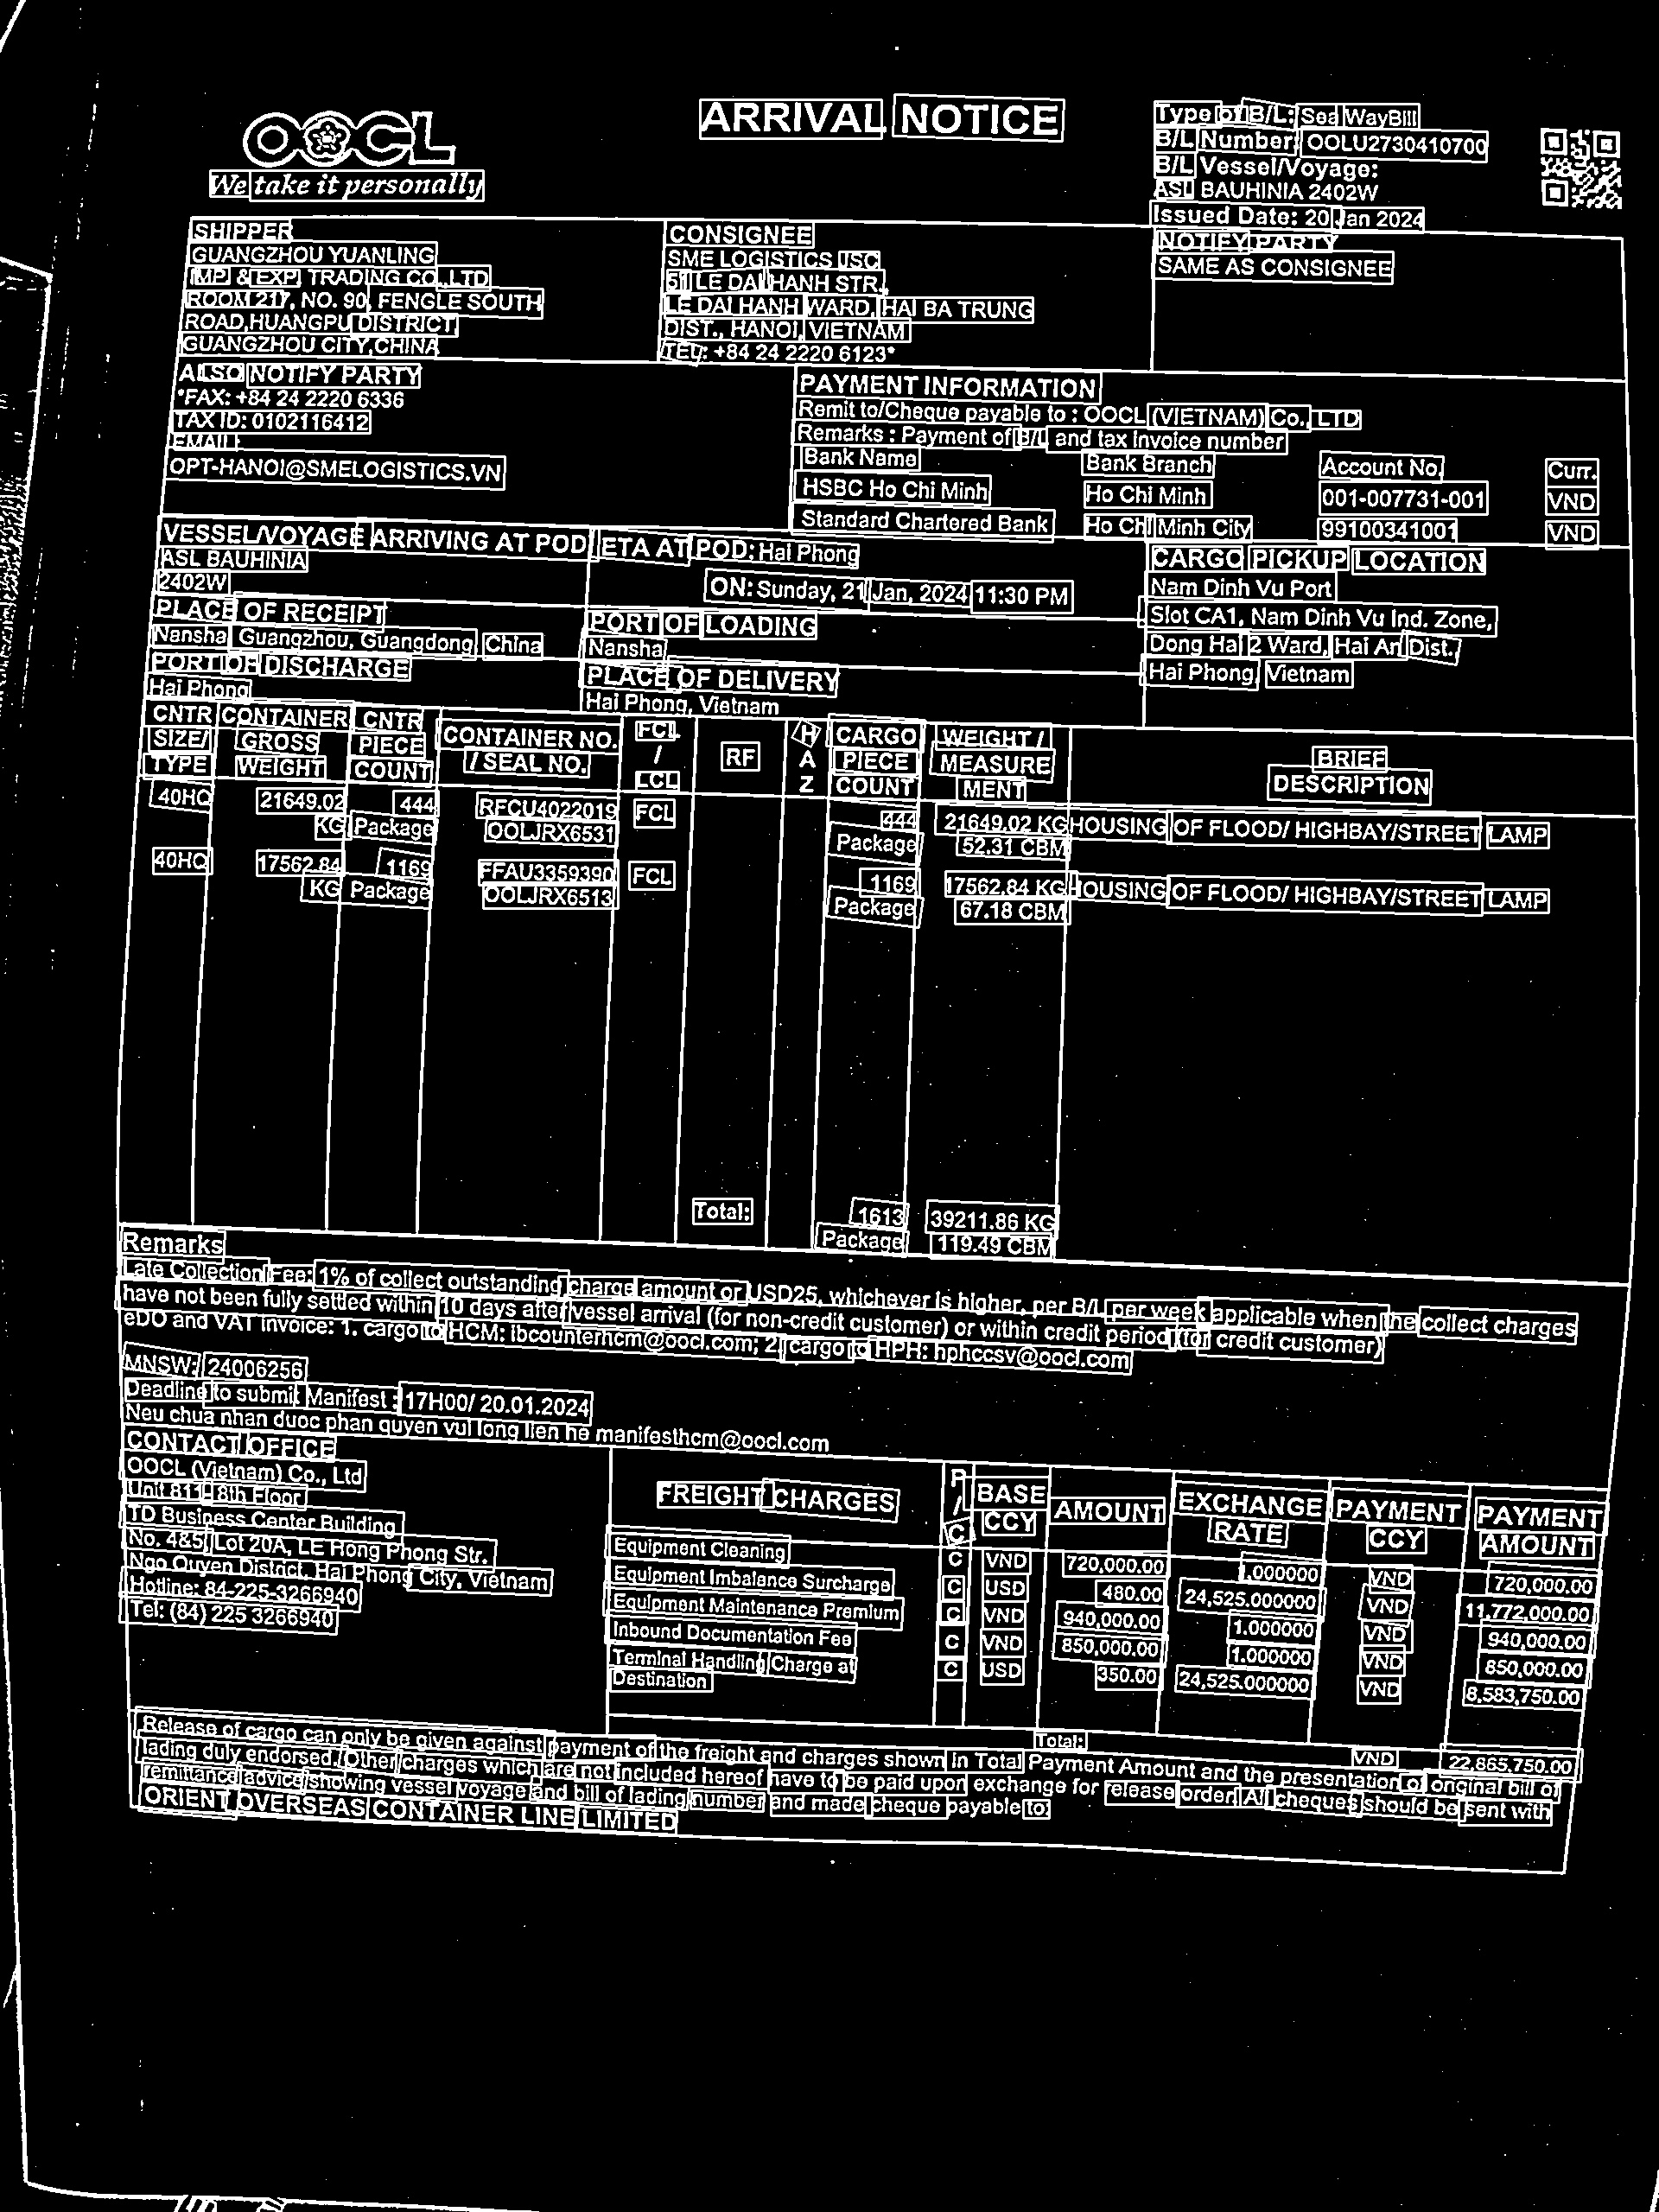 OOCL
We take it personally
ARRIVAL NOTICE
Type of B/L: Sea WayBill
B/L Number: OOLU2730410700
B/L Vessel/Voyage:
ASL BAUHINIA 2402W
Issued Date: 20 Jan 2024
SHIPPER
GUANGZHOU YUANLING
IMP & EXP TRADING CO.,LTD
ROOM 217, NO. 90, FENGLE SOUTH
ROAD,HUANGPU DISTRICT
GUANGZHOU CITY,CHINA
CONSIGNEE
SME LOGISTICS JSC
51 LE DAI HANH STR.,
LE DAI HANH WARD, HAI BA TRUNG
DIST., HANOI, VIETNAM
TEL: +84 24 2220 6123*
NOTIFY PARTY
SAME AS CONSIGNEE
ALSO NOTIFY PARTY
*FAX: +84 24 2220 6336
TAX ID: 0102116412
EMAIL:
OPT-HANOI@SMELOGISTICS.VN
PAYMENT INFORMATION
Remit to/Cheque payable to : OOCL (VIETNAM) Co., LTD
Remarks : Payment of B/L and tax invoice number
Bank Name Bank Branch Account No. Curr.
HSBC Ho Chi Minh Ho Chi Minh 001-007731-001 VND
Standard Chartered Bank Ho Chi Minh City 99100341001 VND
VESSEL/VOYAGE ARRIVING AT POD
ASL BAUHINIA
2402W
ETA AT POD: Hai Phong
ON: Sunday, 21 Jan, 2024 11:30 PM
CARGO PICKUP LOCATION
Nam Dinh Vu Port
Slot CA1, Nam Dinh Vu Ind. Zone,
Dong Hai 2 Ward, Hai An Dist.,
Hai Phong, Vietnam
PLACE OF RECEIPT
Nansha, Guangzhou, Guangdong, China
PORT OF LOADING
Nansha
PORT OF DISCHARGE
Hai Phong
PLACE OF DELIVERY
Hai Phong, Vietnam
CNTR SIZE/ TYPE
CONTAINER GROSS WEIGHT
CNTR PIECE COUNT
CONTAINER NO. / SEAL NO.
FCL / LCL
RF
H A Z
CARGO PIECE COUNT
WEIGHT / MEASURE MENT
BRIEF DESCRIPTION
40HQ 21649.02 444 RFCU4022019 FCL 444 21649.02 KG HOUSING OF FLOOD/ HIGHBAY/STREET LAMP
KG Package OOLJRX6531 Package 52.31 CBM
40HQ 17562.84 1169 FFAU3359390 FCL 1169 17562.84 KG HOUSING OF FLOOD/ HIGHBAY/STREET LAMP
KG Package OOLJRX6513 Package 67.18 CBM
Total: 1613 39211.86 KG
Package 119.49 CBM
Remarks
Late Collection Fee: 1% of collect outstanding charge amount or USD25, whichever is higher, per B/L per week applicable when the collect charges
have not been fully settled within 10 days after vessel arrival (for non-credit customer) or within credit period (for credit customer)
eDO and VAT invoice: 1. cargo to HCM: ibcounterhcm@oocl.com; 2. cargo to HPH: hphccsv@oocl.com
MNSW: 24006256
Deadline to submit Manifest : 17H00/ 20.01.2024
Neu chua nhan duoc phan quyen vui long lien he manifesthcm@oocl.com
CONTACT OFFICE
OOCL (Vietnam) Co., Ltd
Unit 811- 8th Floor
TD Business Center Building
No. 4&5, Lot 20A, LE Hong Phong Str.
Ngo Quyen District, Hai Phong City, Vietnam
Hotline: 84-225-3266940
Tel: (84) 225 3266940
FREIGHT CHARGES P/C BASE CCY AMOUNT EXCHANGE RATE PAYMENT CCY PAYMENT AMOUNT
Equipment Cleaning C VND 720,000.00 1.000000 VND 720,000.00
Equipment Imbalance Surcharge C USD 480.00 24,525.000000 VND 11,772,000.00
Equipment Maintenance Premium C VND 940,000.00 1.000000 VND 940,000.00
Inbound Documentation Fee C VND 850,000.00 1.000000 VND 850,000.00
Terminal Handling Charge at C USD 350.00 24,525.000000 VND 8,583,750.00
Destination
Total: VND 22,865,750.00
Release of cargo can only be given against payment of the freight and charges shown in Total Payment Amount and the presentation of original bill of
lading duly endorsed. Other charges which are not included hereof have to be paid upon exchange for release order. All cheques should be sent with
remittance advice showing vessel voyage and bill of lading number and made cheque payable to:
ORIENT OVERSEAS CONTAINER LINE LIMITED